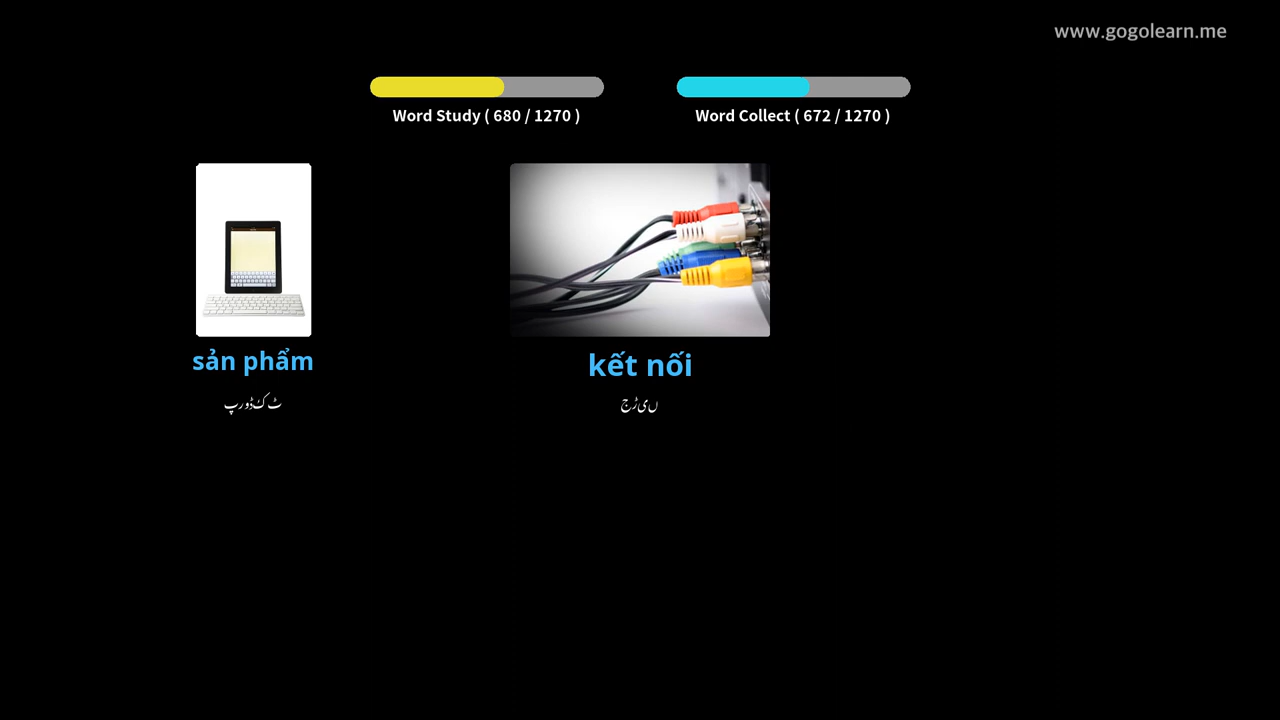 www.gogolearn.me
Word Study ( 680 / 1270 )
Word Collect ( 672 / 1270 )
sản phẩm
kết nối
ٹکڈورپ
ںیڑج